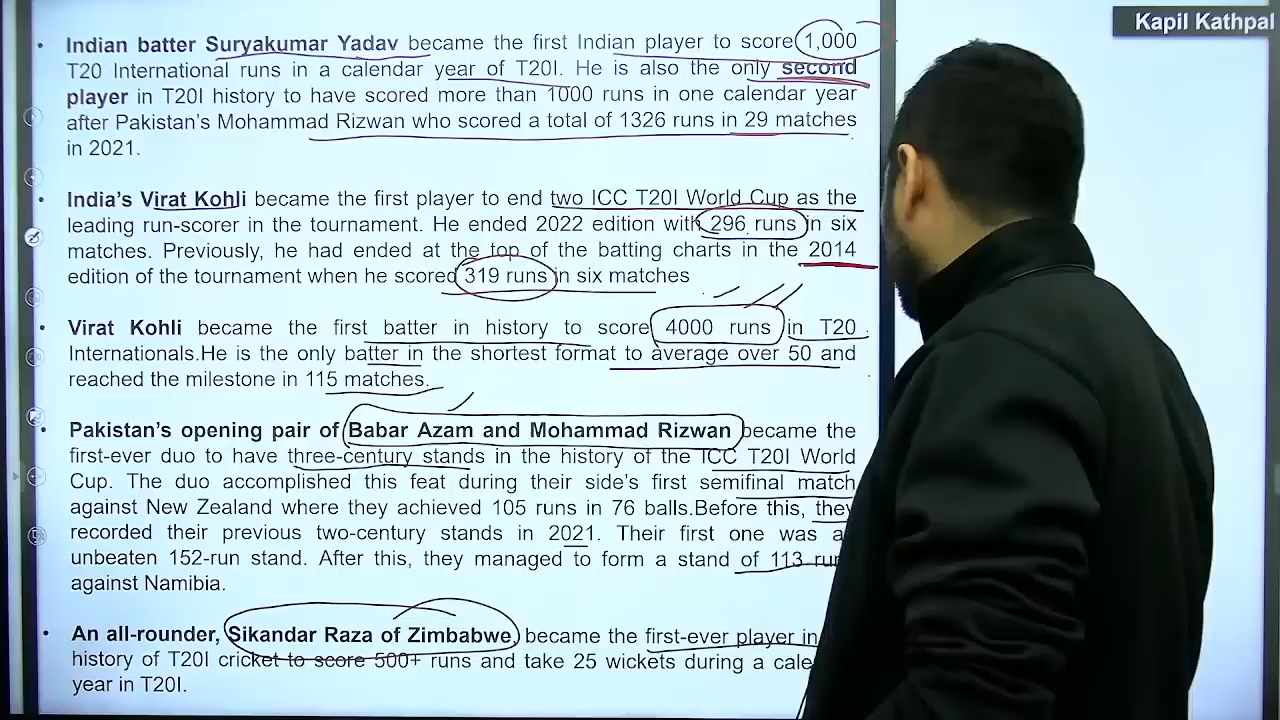 Kapil Kathpal
• Indian batter Suryakumar Yadav became the first Indian player to score 1,000
T20 International runs in a calendar year of T20I. He is also the only second
player in T20I history to have scored more than 1000 runs in one calendar year
after Pakistan's Mohammad Rizwan who scored a total of 1326 runs in 29 matches
in 2021.
• India's Virat Kohli became the first player to end two ICC T20I World Cup as the
leading run-scorer in the tournament. He ended 2022 edition with 296 runs in six
matches. Previously, he had ended at the top of the batting charts in the 2014
edition of the tournament when he scored 319 runs in six matches
• Virat Kohli became the first batter in history to score 4000 runs in T20
Internationals.He is the only batter in the shortest format to average over 50 and
reached the milestone in 115 matches.
• Pakistan's opening pair of Babar Azam and Mohammad Rizwan became the
first-ever duo to have three-century stands in the history of the ICC T20I World
Cup. The duo accomplished this feat during their side's first semifinal match
against New Zealand where they achieved 105 runs in 76 balls.Before this, they
recorded their previous two-century stands in 2021. Their first one was a
unbeaten 152-run stand. After this, they managed to form a stand of 113 run
against Namibia.
• An all-rounder, Sikandar Raza of Zimbabwe, became the first-ever player in
history of T20I cricket to score 500+ runs and take 25 wickets during a cale
year in T20I.